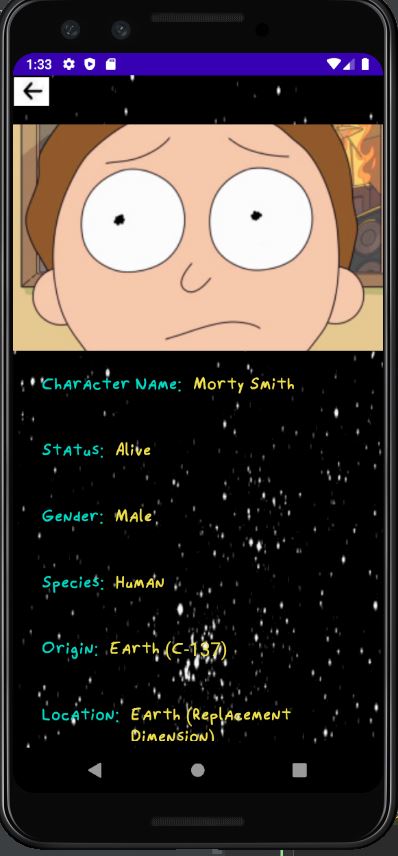 1:33
Character Name: Morty Smith
Status: Alive
Gender: Male
Species: Human
Origin: Earth (C-137)
Location: Earth (Replacement
Dimension)